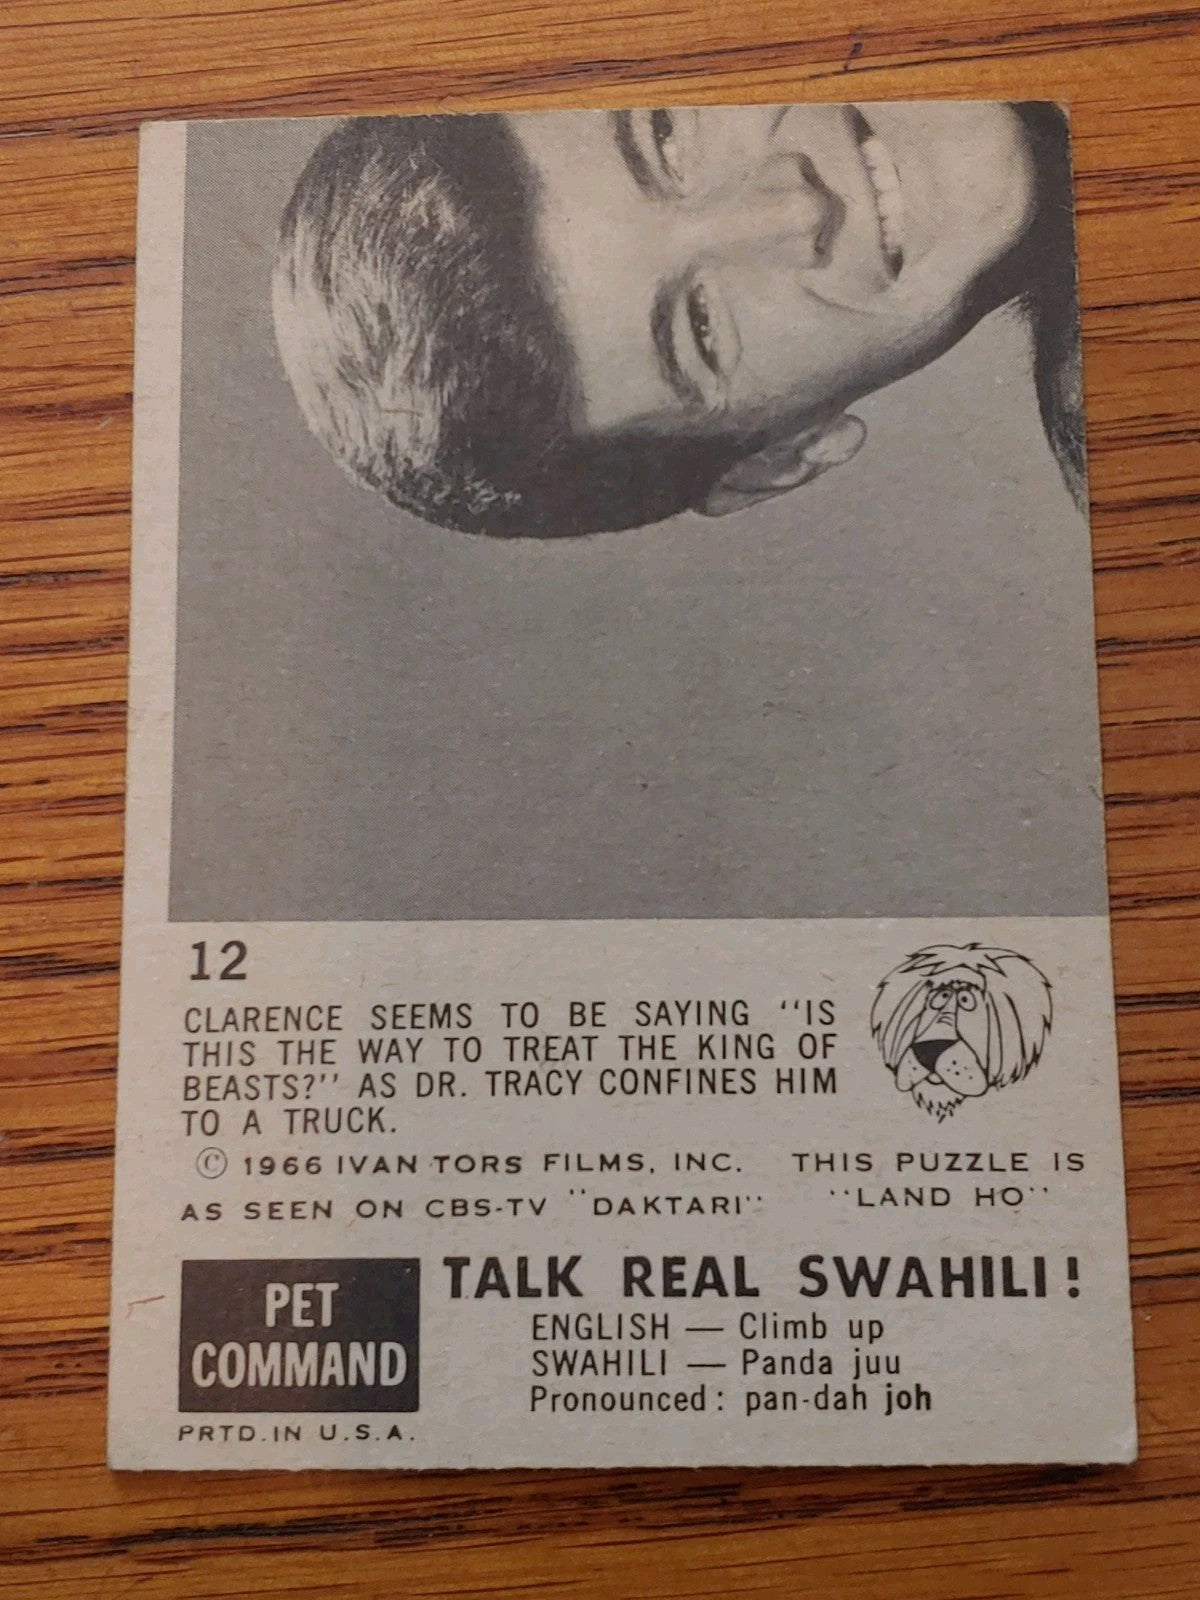 12
CLARENCE SEEMS TO BE SAYING "IS
THIS THE WAY TO TREAT THE KING OF
BEASTS?" AS DR. TRACY CONFINES HIM
TO A TRUCK.
© 1966 IVAN TORS FILMS, INC.
AS SEEN ON CBS-TV "DAKTARI"
THIS PUZZLE IS
"LAND HO"
PET
COMMAND
PRTD. IN U.S.A.
TALK REAL SWAHILI!
ENGLISH — Climb up
SWAHILI — Panda juu
Pronounced: pan-dah joh